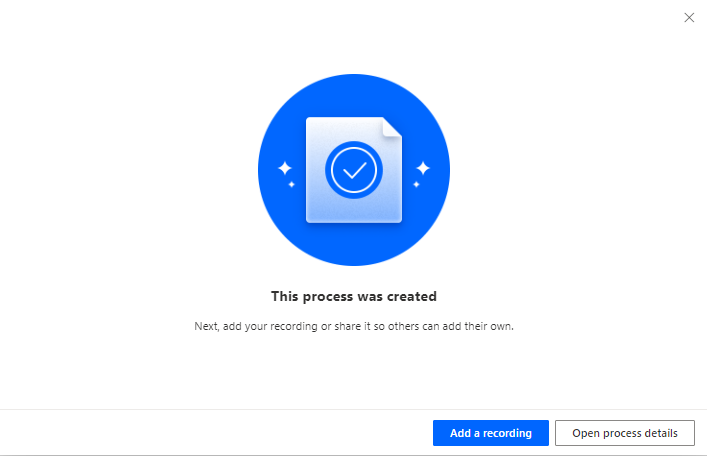 This process was created
Next, add your recording or share it so others can add their own.
Add a recording
Open process details